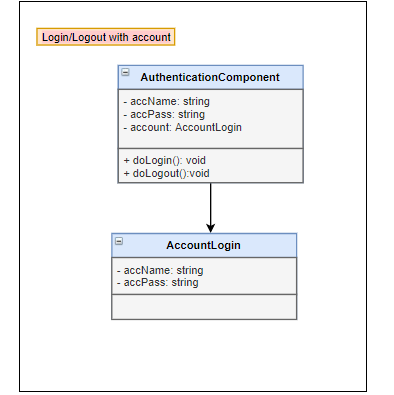 Login/Logout with account
AuthenticationComponent
- accName: string
- accPass: string
- account: AccountLogin
+ doLogin(): void
+ doLogout():void
AccountLogin
- accName: string
- accPass: string